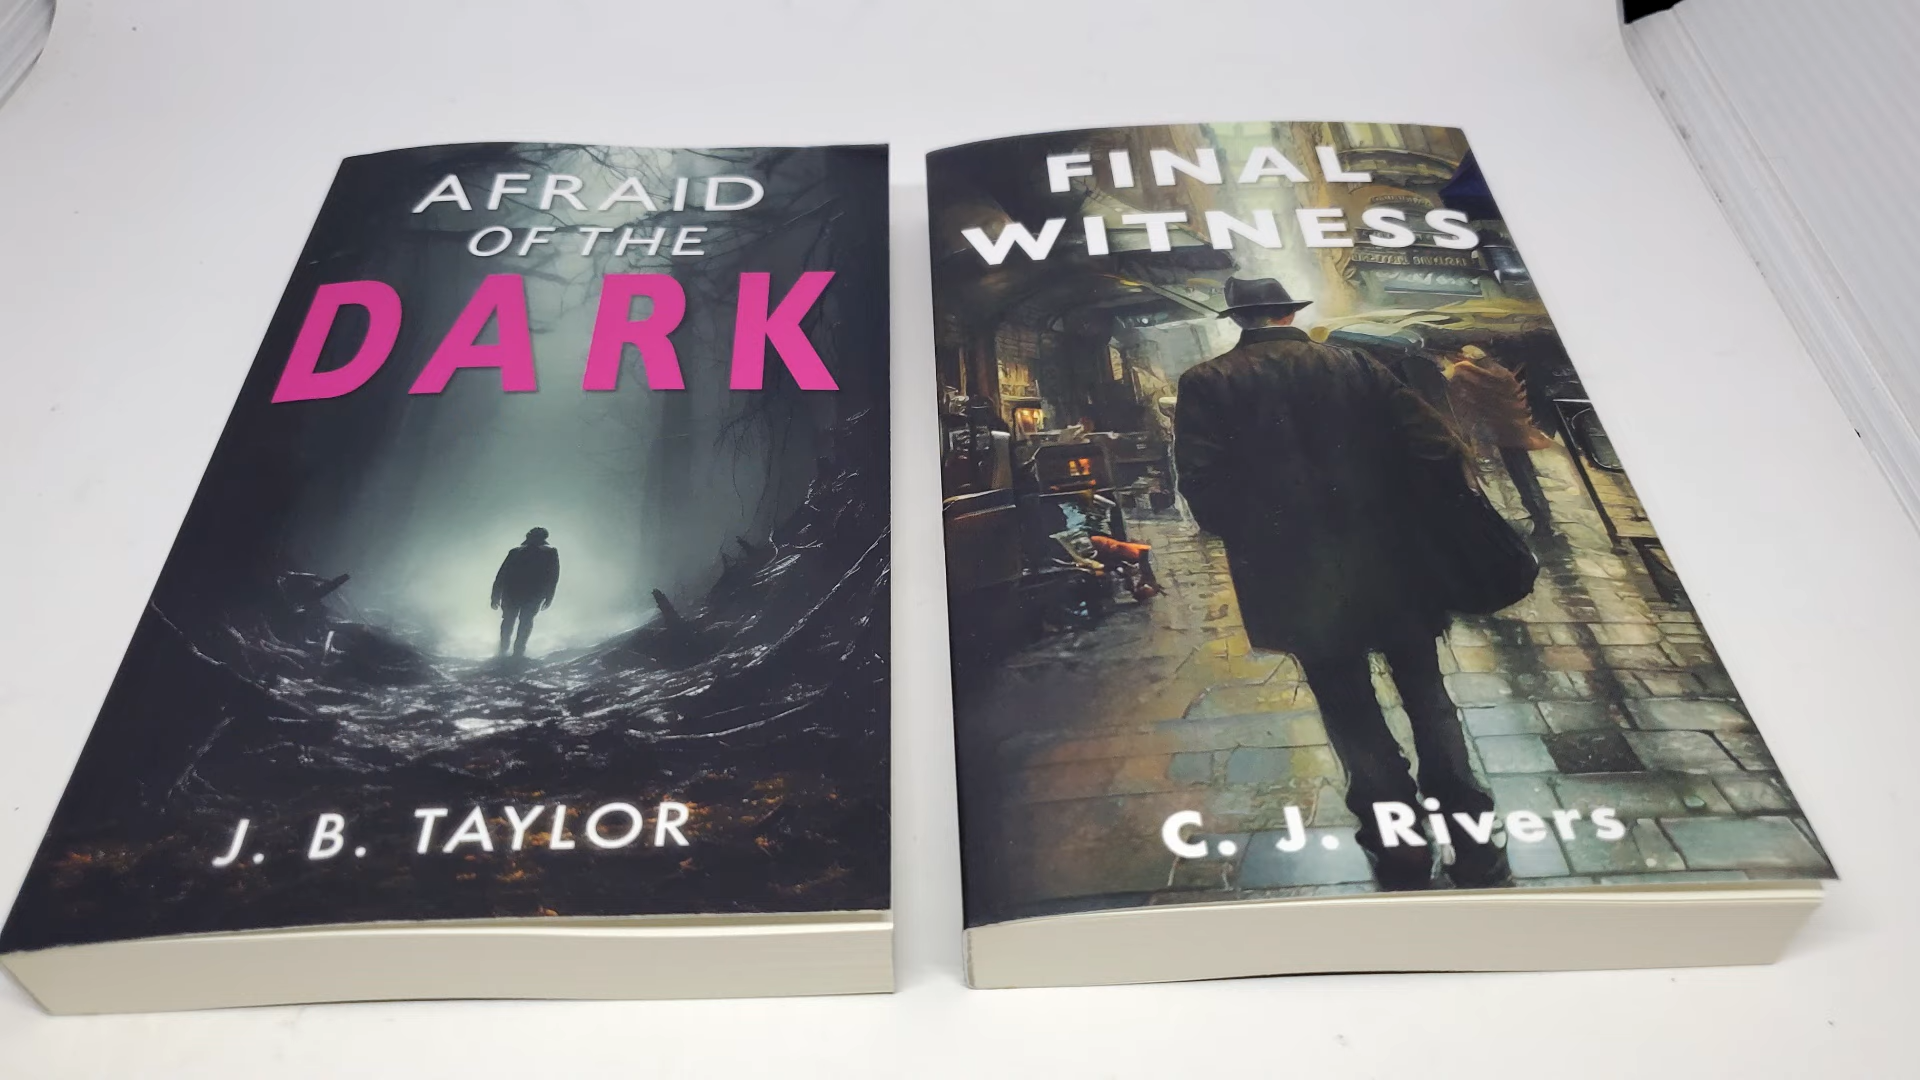 AFRAID
OF THE
DARK
J. B. TAYLOR
FINAL
WITNESS
C. J. Rivers